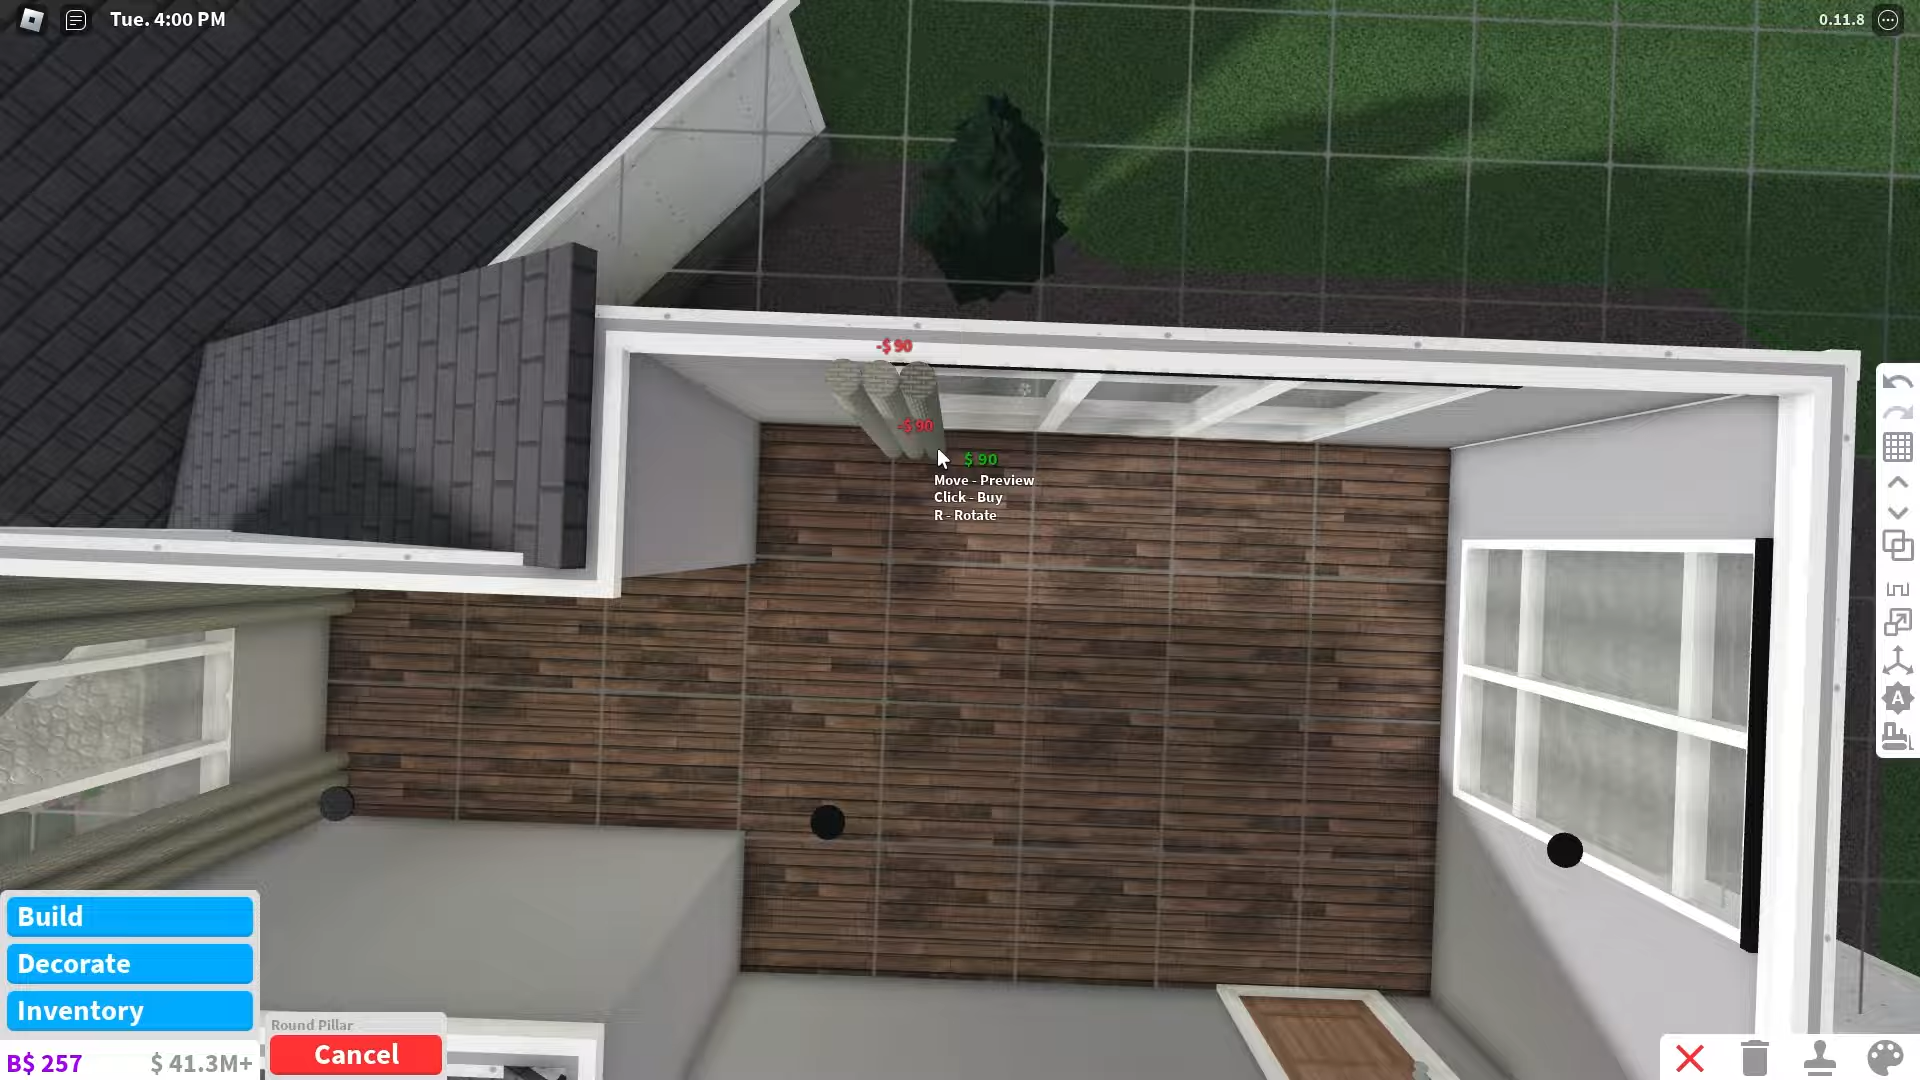 Tue. 4:00 PM
0.11.8
-$ 90
-$ 90
$ 90
Move - Preview
Click - Buy
R - Rotate
A
Build
Decorate
Inventory
Round Pillar
Cancel
B$ 257
$ 41.3M+